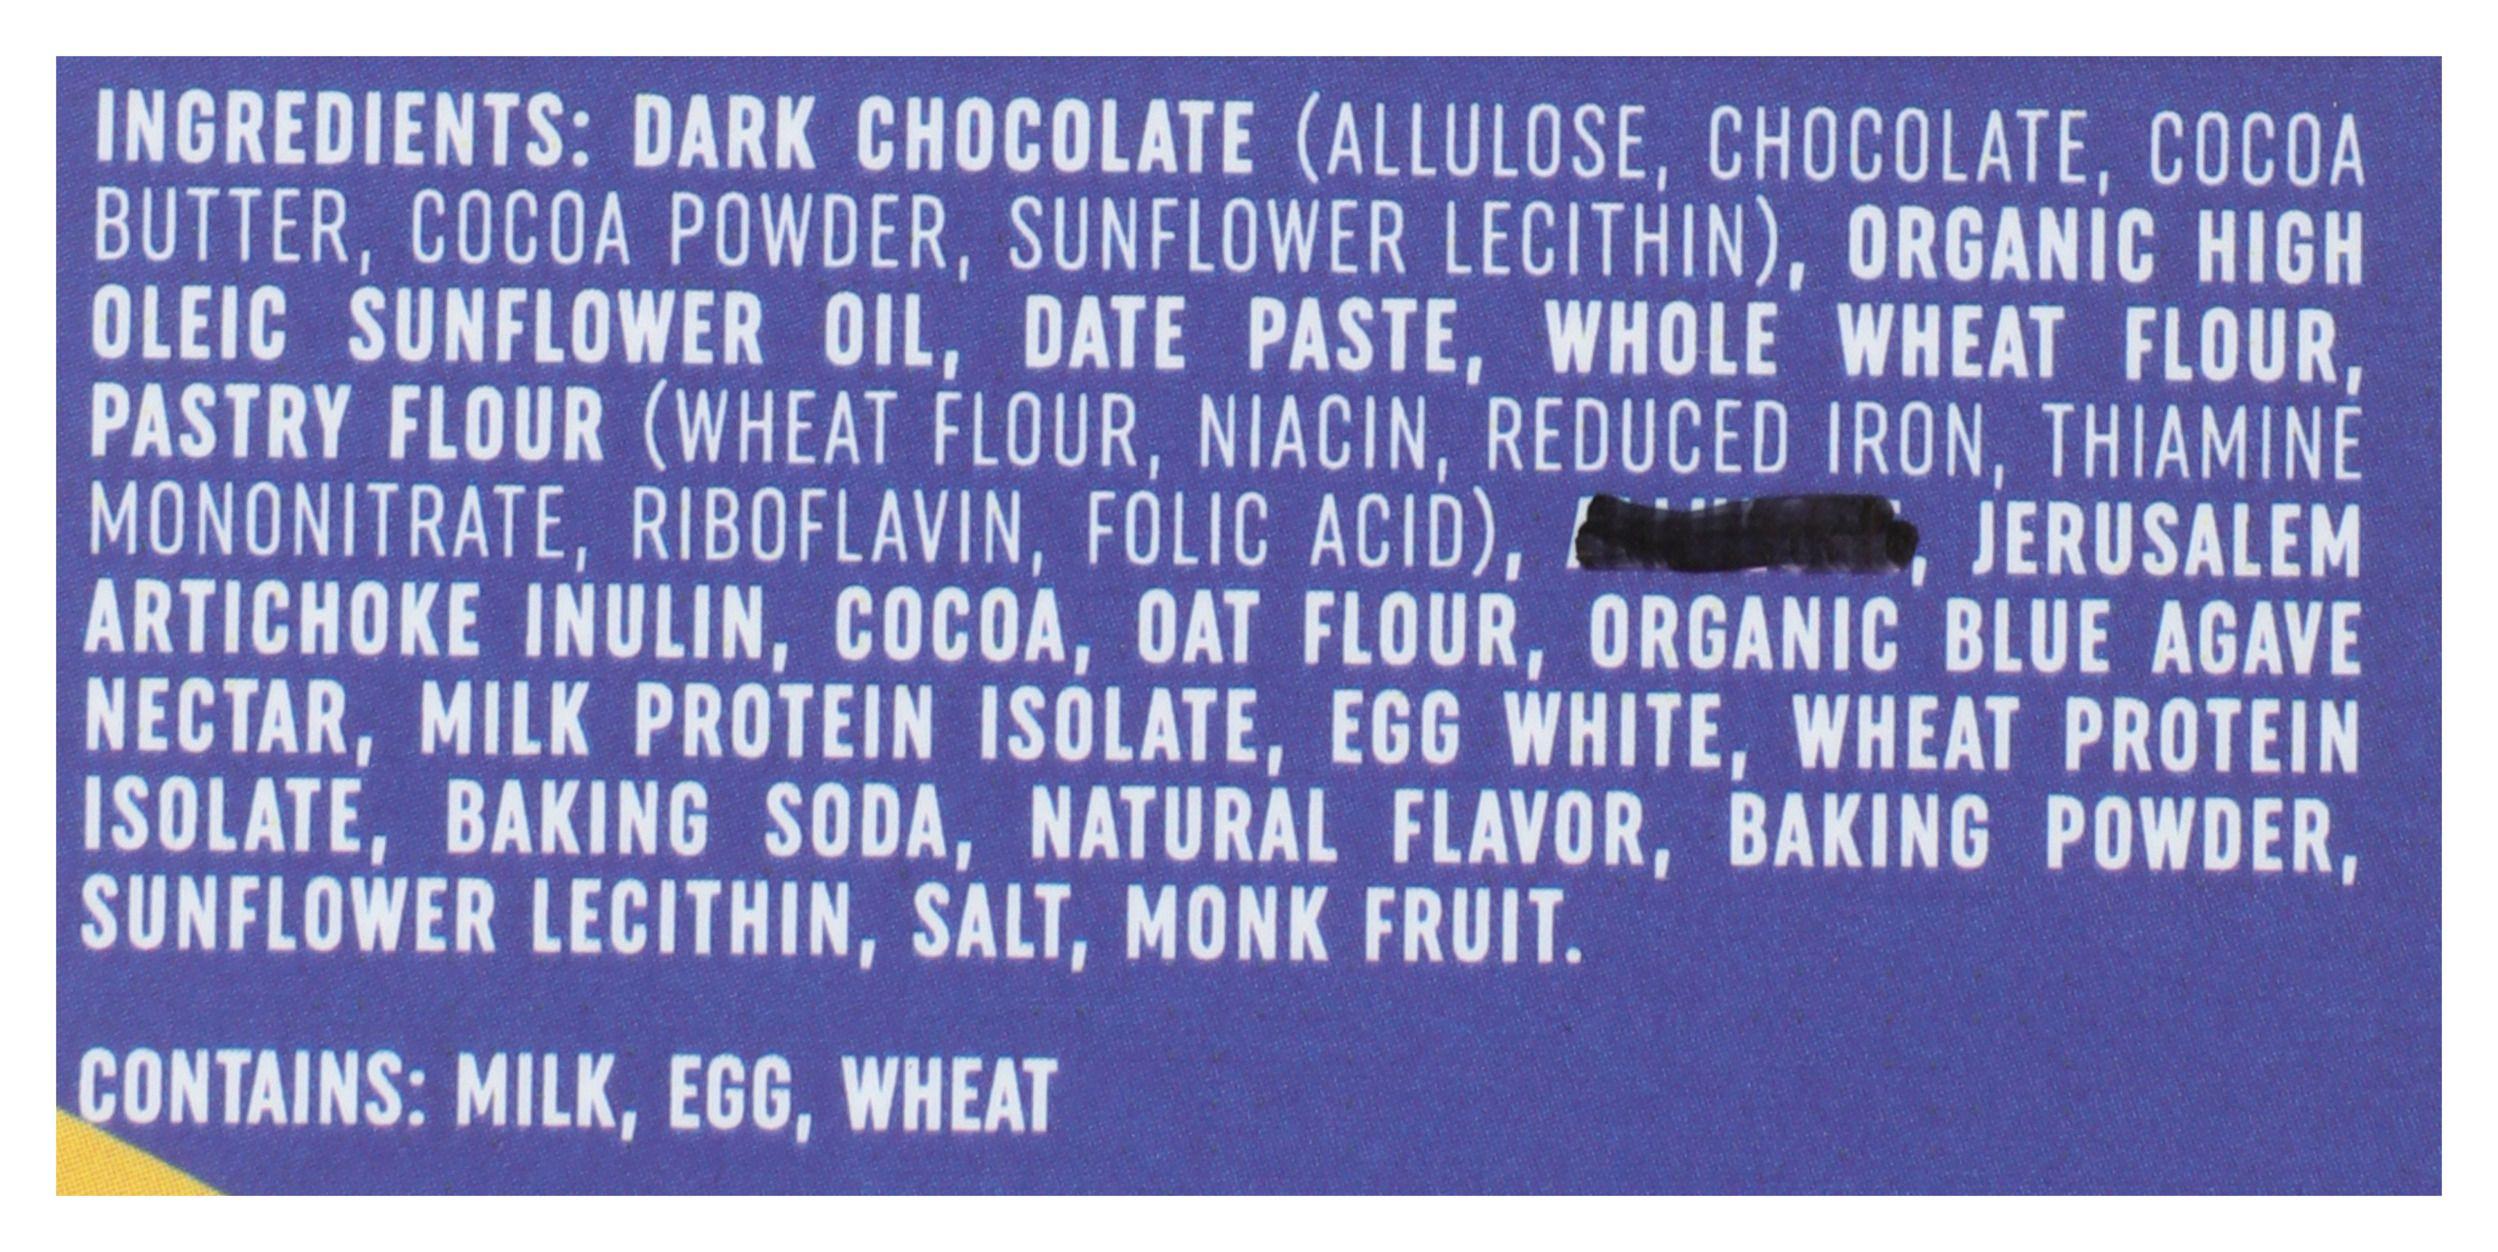 INGREDIENTS: DARK CHOCOLATE (ALLULOSE, CHOCOLATE, COCOA
BUTTER, COCOA POWDER, SUNFLOWER LECITHIN), ORGANIC HIGH
OLEIC SUNFLOWER OIL, DATE PASTE, WHOLE WHEAT FLOUR,
PASTRY FLOUR (WHEAT FLOUR, NIACIN, REDUCED IRON, THIAMINE
MONONITRATE, RIBOFLAVIN, FOLIC ACID), , JERUSALEM
ARTICHOKE INULIN, COCOA, OAT FLOUR, ORGANIC BLUE AGAVE
NECTAR, MILK PROTEIN ISOLATE, EGG WHITE, WHEAT PROTEIN
ISOLATE, BAKING SODA, NATURAL FLAVOR, BAKING POWDER,
SUNFLOWER LECITHIN, SALT, MONK FRUIT.
CONTAINS: MILK, EGG, WHEAT